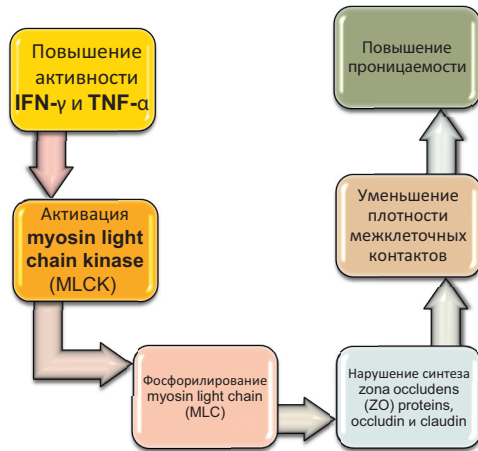 Повышение
активности
IFN-γ и TNF-α
Активация
myosin light
chain kinase
(MLCK)
Фосфорилирование
myosin light chain
(MLC)
Нарушение синтеза
zona occludens
(ZO) proteins,
occludin и claudin
Уменьшение
плотности
межклеточных
контактов
Повышение
проницаемости